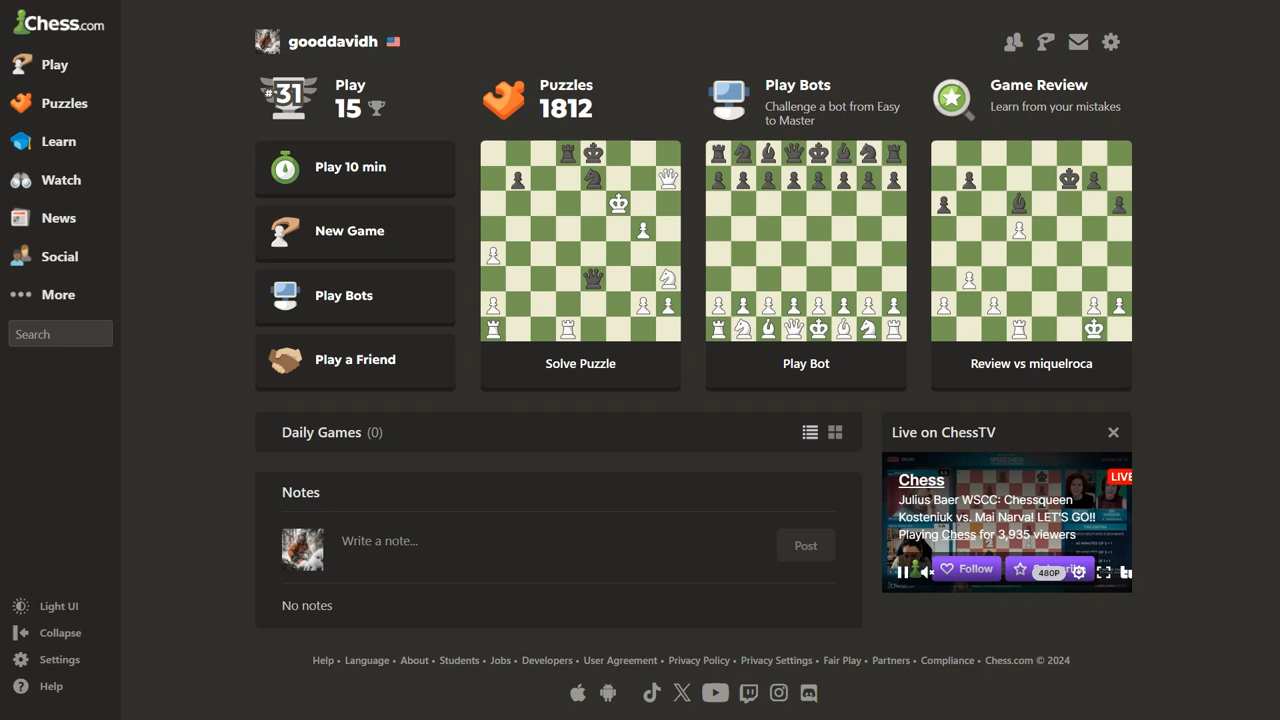 Chess.com
Play
Puzzles
Learn
Watch
News
Social
More
Search
Light UI
Collapse
Settings
Help
gooddavidh
#31
Play
15
Puzzles
1812
Play Bots
Challenge a bot from Easy
to Master
Game Review
Learn from your mistakes
Play 10 min
New Game
Play Bots
Play a Friend
Solve Puzzle
Play Bot
Review vs miquelroca
Daily Games (0)
Notes
Write a note...
Post
No notes
Live on ChessTV
LIVE
Chess
Julius Baer WSCC: Chessqueen
Kosteniuk vs. Mai Narva! LET'S GO!!
Playing Chess for 3,935 viewers
Follow
480P
Help • Language • About • Students • Jobs • Developers • User Agreement • Privacy Policy • Privacy Settings • Fair Play • Partners • Compliance • Chess.com © 2024